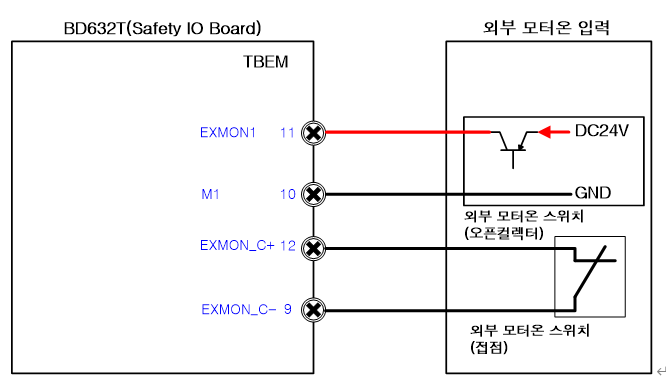 BD632T(Safety IO Board)
외부 모터온 입력
TBEM
EXMON1 11
DC24V
M1 10
GND
외부 모터온 스위치
(오픈컬렉터)
EXMON_C+ 12
EXMON_C- 9
외부 모터온 스위치
(접점)